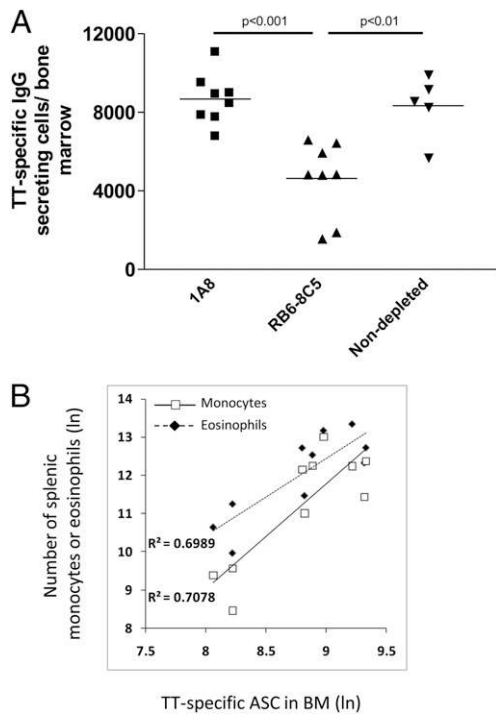 A
p<0.001
p<0.01
TT-specific IgG
secreting cells/ bone
marrow
12000
8000
4000
0
1A8
RB6-8C5
Non-depleted
B
Monocytes
Eosinophils
Number of splenic
monocytes or eosinophils (ln)
14
13
12
11
10
9
8
R² = 0.6989
R² = 0.7078
7.5
8
8.5
9
9.5
TT-specific ASC in BM (ln)